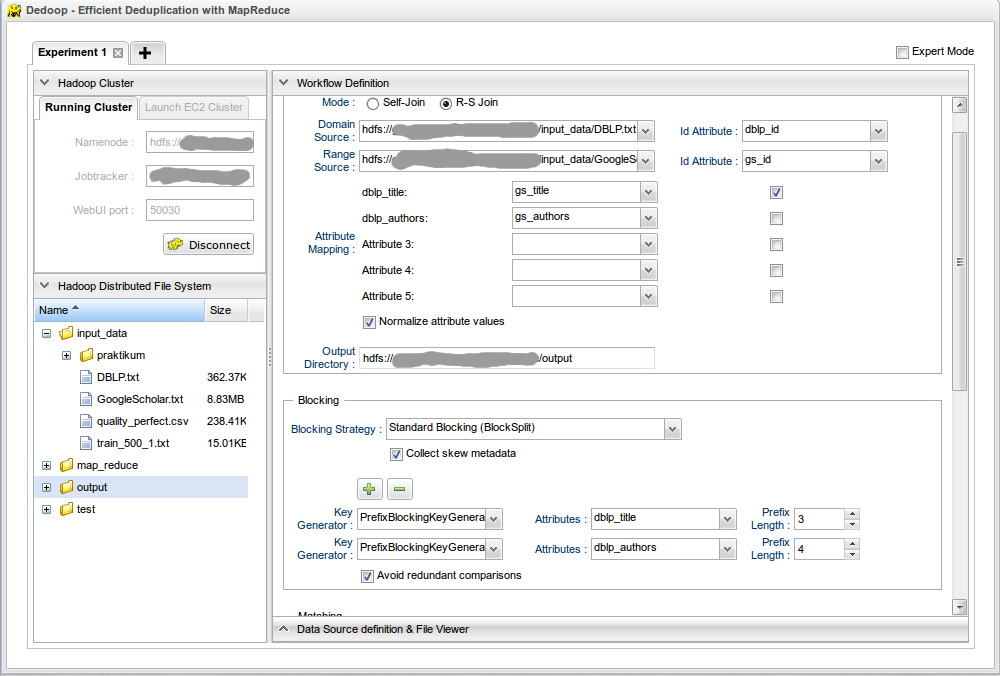 Dedoop - Efficient Deduplication with MapReduce
Experiment 1
Expert Mode
Hadoop Cluster
Running Cluster
Launch EC2 Cluster
Namenode :
hdfs://
Jobtracker :
WebUI port :
50030
Disconnect
Hadoop Distributed File System
Name
Size
input_data
praktikum
DBLP.txt
362.37K
GoogleScholar.txt
8.83MB
quality_perfect.csv
238.41K
train_500_1.txt
15.01KB
map_reduce
output
test
Workflow Definition
Mode :
Self-Join
R-S Join
Domain
Source :
hdfs://
/input_data/DBLP.txt
Id Attribute :
dblp_id
Range
Source :
hdfs://
/input_data/GoogleS
Id Attribute :
gs_id
Attribute
Mapping :
dblp_title:
gs_title
dblp_authors:
gs_authors
Attribute 3:
Attribute 4:
Attribute 5:
Normalize attribute values
Output
Directory :
hdfs://
/output
Blocking
Blocking Strategy :
Standard Blocking (BlockSplit)
Collect skew metadata
Key
Generator :
PrefixBlockingKeyGenera
Attributes :
dblp_title
Prefix
Length :
3
Key
Generator :
PrefixBlockingKeyGenera
Attributes :
dblp_authors
Prefix
Length :
4
Avoid redundant comparisons
Matching
Data Source definition & File Viewer